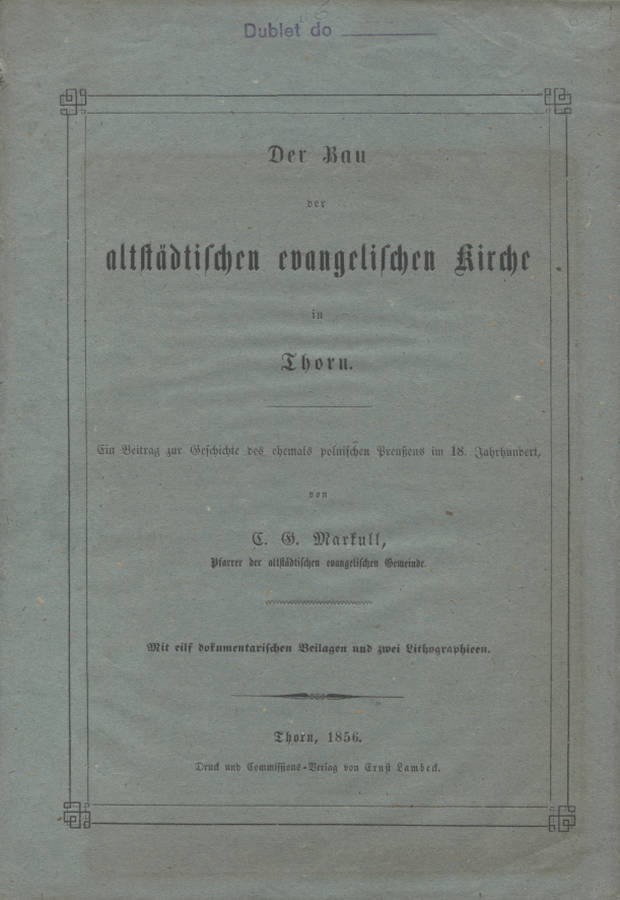 Dublet do
Der Bau
der
altstädtischen evangelischen Kirche
in
Thorn.
Ein Beitrag zur Geschichte des ehemals polnischen Preußens im 18. Jahrhundert,
von
C. G. Markull,
Pfarrer der altstädtischen evangelischen Gemeinde.
Mit eilf dokumentarischen Beilagen und zwei Lithographieen.
Thorn, 1856.
Druck und Commissions-Verlag von Ernst Lambeck.